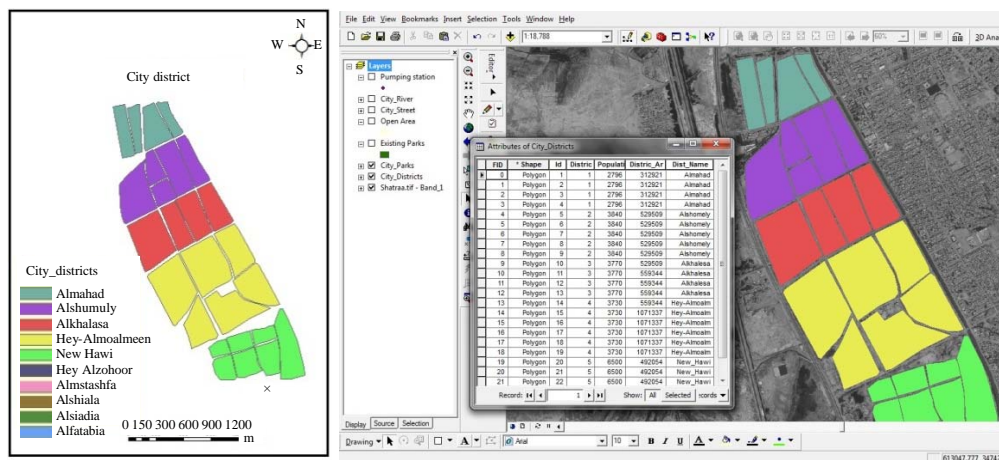 N
W E
S
City district
City_districts
Almahad
Alshumuly
Alkhalasa
Hey-Almoalmeen
New Hawi
Hey Alzohoor
Almstashfa
Alshiala
Alsiadia
Alfatabia
0 150 300 600 900 1200
m
File Edit View Bookmarks Insert Selection Tools Window Help
1:18,788
60%
3D Ana
Layers
Pumping station
City_River
City_Street
Open Area
Existing Parks
City_Parks
City_Districts
Shatraa.tif - Band_1
Editor
Attributes of City_Districts
FID * Shape Id Distric Populati District_Ar Dist_Name
0 Polygon 1 1 2796 312921 Almahad
1 Polygon 2 1 2796 312921 Almahad
2 Polygon 3 1 2796 312921 Almahad
3 Polygon 4 1 2796 312921 Almahad
4 Polygon 5 2 3840 529509 Alshomely
5 Polygon 6 2 3840 529509 Alshomely
6 Polygon 7 2 3840 529509 Alshomely
7 Polygon 8 2 3840 529509 Alshomely
8 Polygon 9 2 3840 529509 Alshomely
9 Polygon 10 3 3770 529509 Alkhalesa
10 Polygon 11 3 3770 559344 Alkhalesa
11 Polygon 12 3 3770 559344 Alkhalesa
12 Polygon 13 3 3770 559344 Alkhalesa
13 Polygon 14 4 3730 559344 Hey-Almoalm
14 Polygon 15 4 3730 1071337 Hey-Almoalm
15 Polygon 16 4 3730 1071337 Hey-Almoalm
16 Polygon 17 4 3730 1071337 Hey-Almoalm
17 Polygon 18 4 3730 1071337 Hey-Almoalm
18 Polygon 19 4 3730 1071337 Hey-Almoalm
19 Polygon 20 5 6500 492054 New_Hawi
20 Polygon 21 5 6500 492054 New_Hawi
21 Polygon 22 5 6500 492054 New_Hawi
Record: 1 Show: All Selected cords
Display Source Selection
Drawing A Arial 10 B I U A